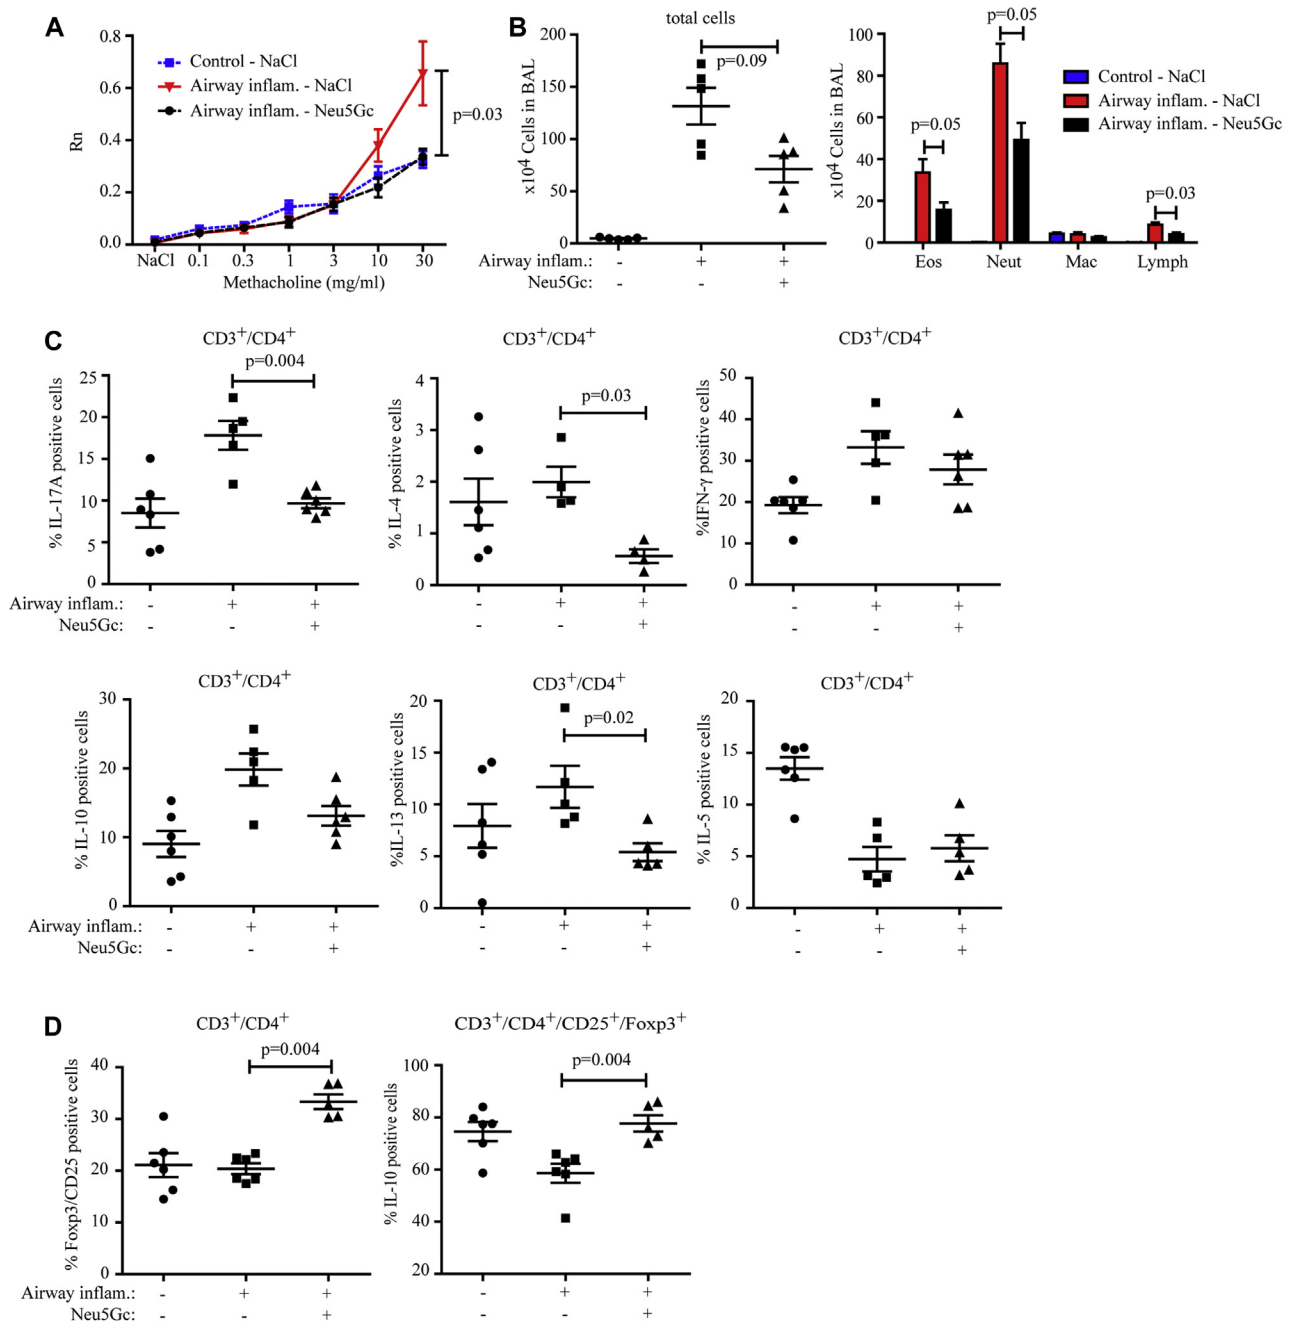 A
Rn
0.8
0.6
0.4
0.2
0.0
Control - NaCl
Airway inflam. - NaCl
Airway inflam. - Neu5Gc
p=0.03
NaCl 0.1 0.3 1 3 10 30
Methacholine (mg/ml)
B
total cells
x10⁴ Cells in BAL
200
150
100
50
0
p=0.09
Airway inflam.: - + +
Neu5Gc: - - +
x10⁴ Cells in BAL
100
80
60
40
20
0
p=0.05
p=0.05
p=0.03
Control - NaCl
Airway inflam. - NaCl
Airway inflam. - Neu5Gc
Eos Neut Mac Lymph
C
CD3⁺/CD4⁺
p=0.004
% IL-17A positive cells
25
20
15
10
5
0
Airway inflam.: - + +
Neu5Gc: - - +
CD3⁺/CD4⁺
p=0.03
% IL-4 positive cells
4
3
2
1
0
- + +
- - +
CD3⁺/CD4⁺
%IFN-γ positive cells
50
40
30
20
10
0
- + +
- - +
CD3⁺/CD4⁺
% IL-10 positive cells
30
20
10
0
Airway inflam.: - + +
Neu5Gc: - - +
CD3⁺/CD4⁺
p=0.02
%IL-13 positive cells
20
15
10
5
0
- + +
- - +
CD3⁺/CD4⁺
% IL-5 positive cells
20
15
10
5
0
- + +
- - +
D
CD3⁺/CD4⁺
p=0.004
% Foxp3/CD25 positive cells
40
30
20
10
0
Airway inflam.: - + +
Neu5Gc: - - +
CD3⁺/CD4⁺/CD25⁺/Foxp3⁺
p=0.004
% IL-10 positive cells
100
80
60
40
20
- + +
- - +